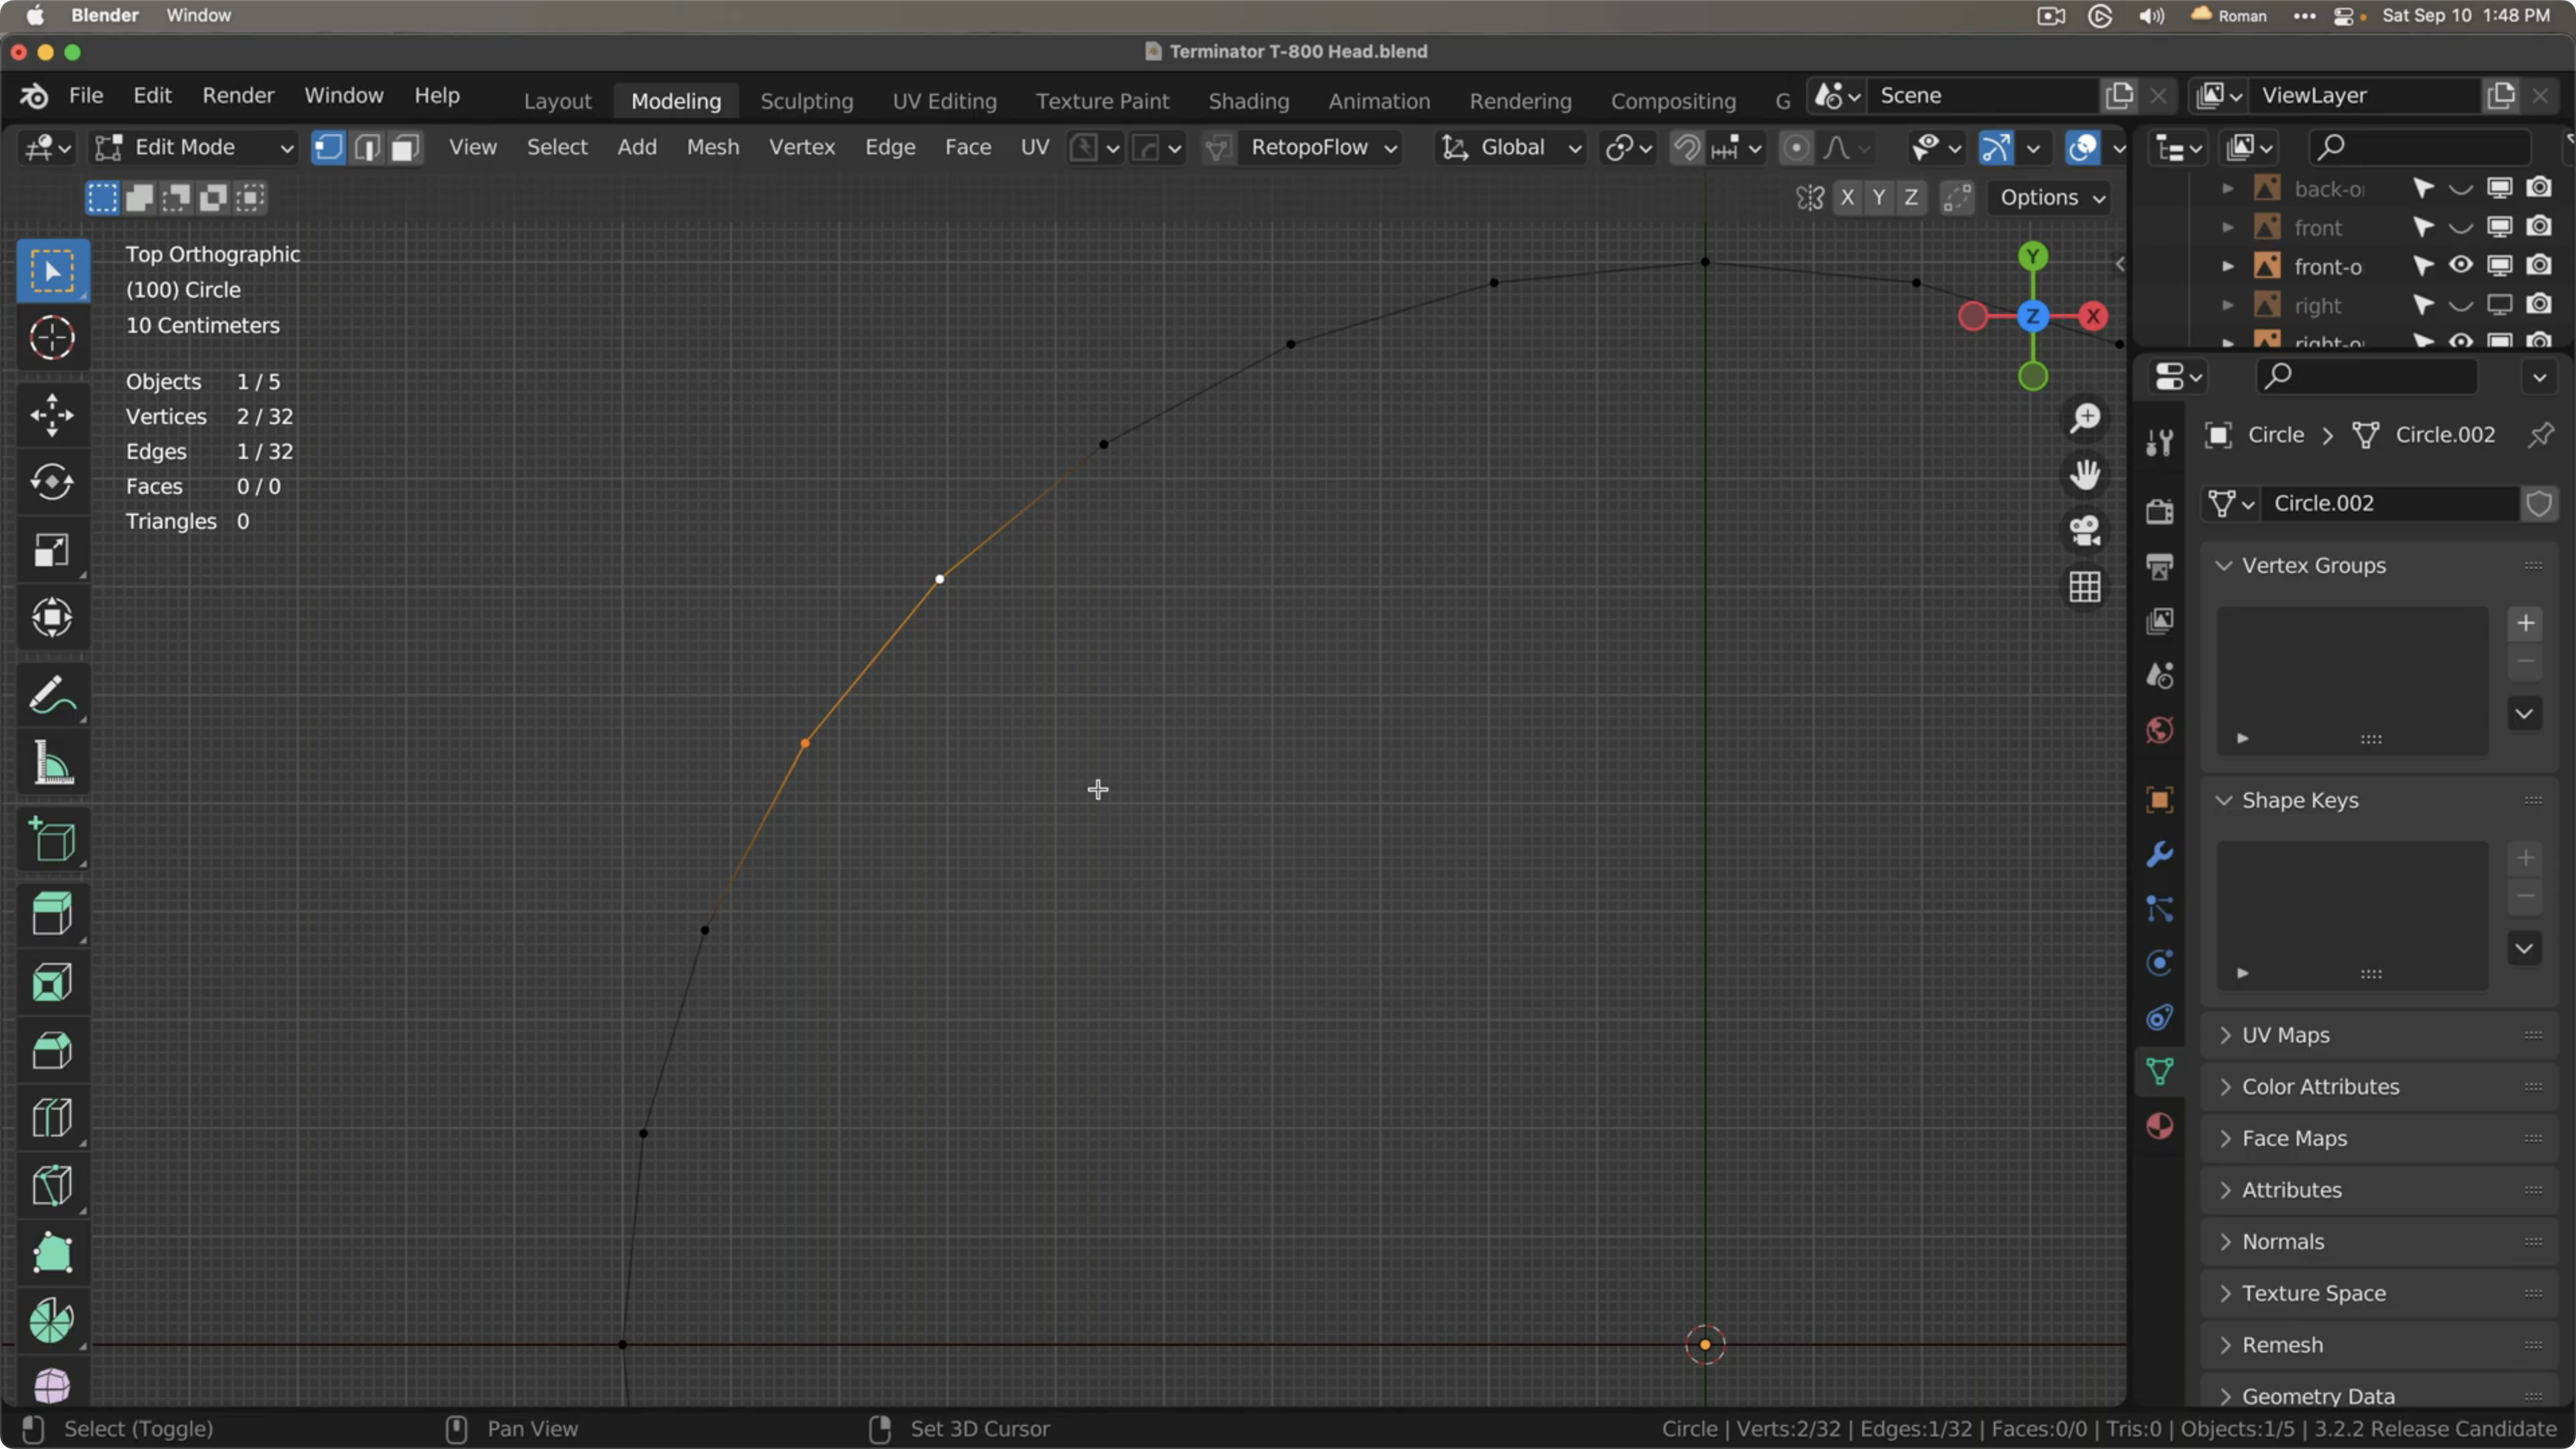 Blender Window Roman ••• Sat Sep 10 1:48 PM
Terminator T-800 Head.blend
File Edit Render Window Help Layout Modeling Sculpting UV Editing Texture Paint Shading Animation Rendering Compositing G Scene ViewLayer
Edit Mode View Select Add Mesh Vertex Edge Face UV RetopoFlow Global
X Y Z Options
back-o
front
front-o
right
right-o
Top Orthographic
(100) Circle
10 Centimeters
Objects 1 / 5
Vertices 2 / 32
Edges 1 / 32
Faces 0 / 0
Triangles 0
Y
Z
X
Circle > Circle.002
Circle.002
Vertex Groups
Shape Keys
UV Maps
Color Attributes
Face Maps
Attributes
Normals
Texture Space
Remesh
Geometry Data
Select (Toggle) Pan View Set 3D Cursor Circle | Verts:2/32 | Edges:1/32 | Faces:0/0 | Tris:0 | Objects:1/5 | 3.2.2 Release Candidate